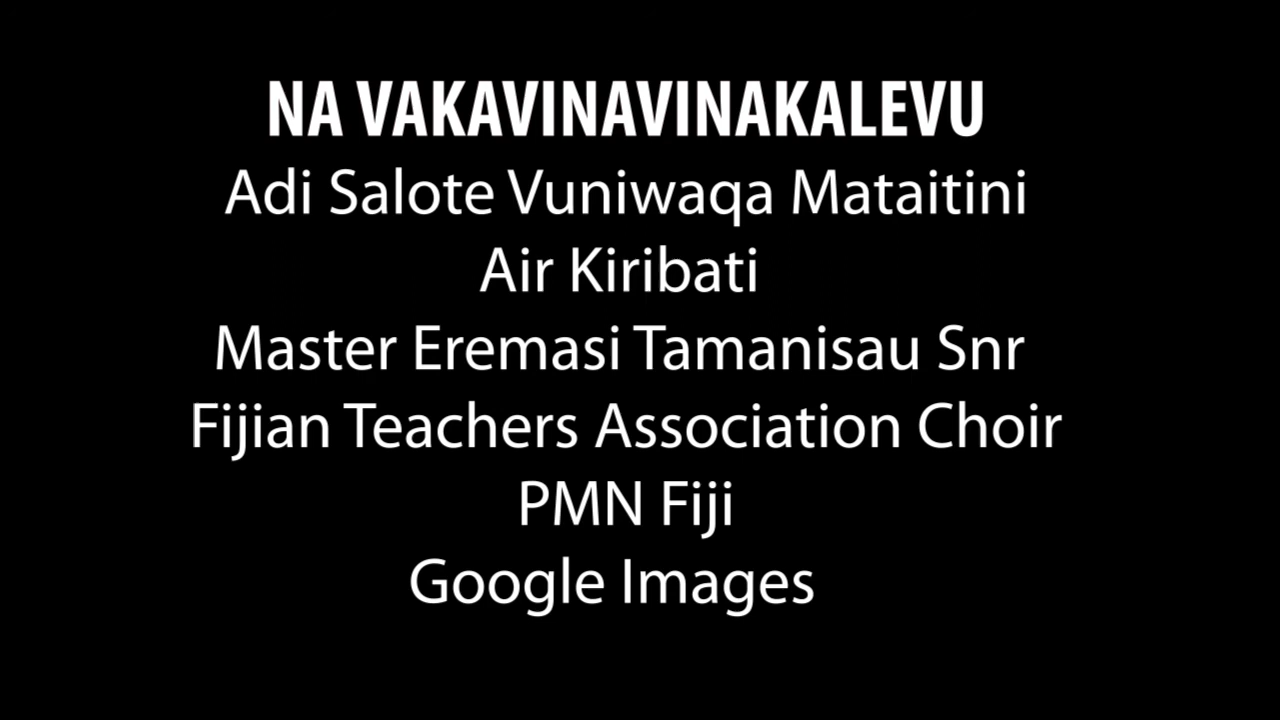 NA VAKAVINAVINAKALEVU
Adi Salote Vuniwaqa Mataitini
Air Kiribati
Master Eremasi Tamanisau Snr
Fijian Teachers Association Choir
PMN Fiji
Google Images